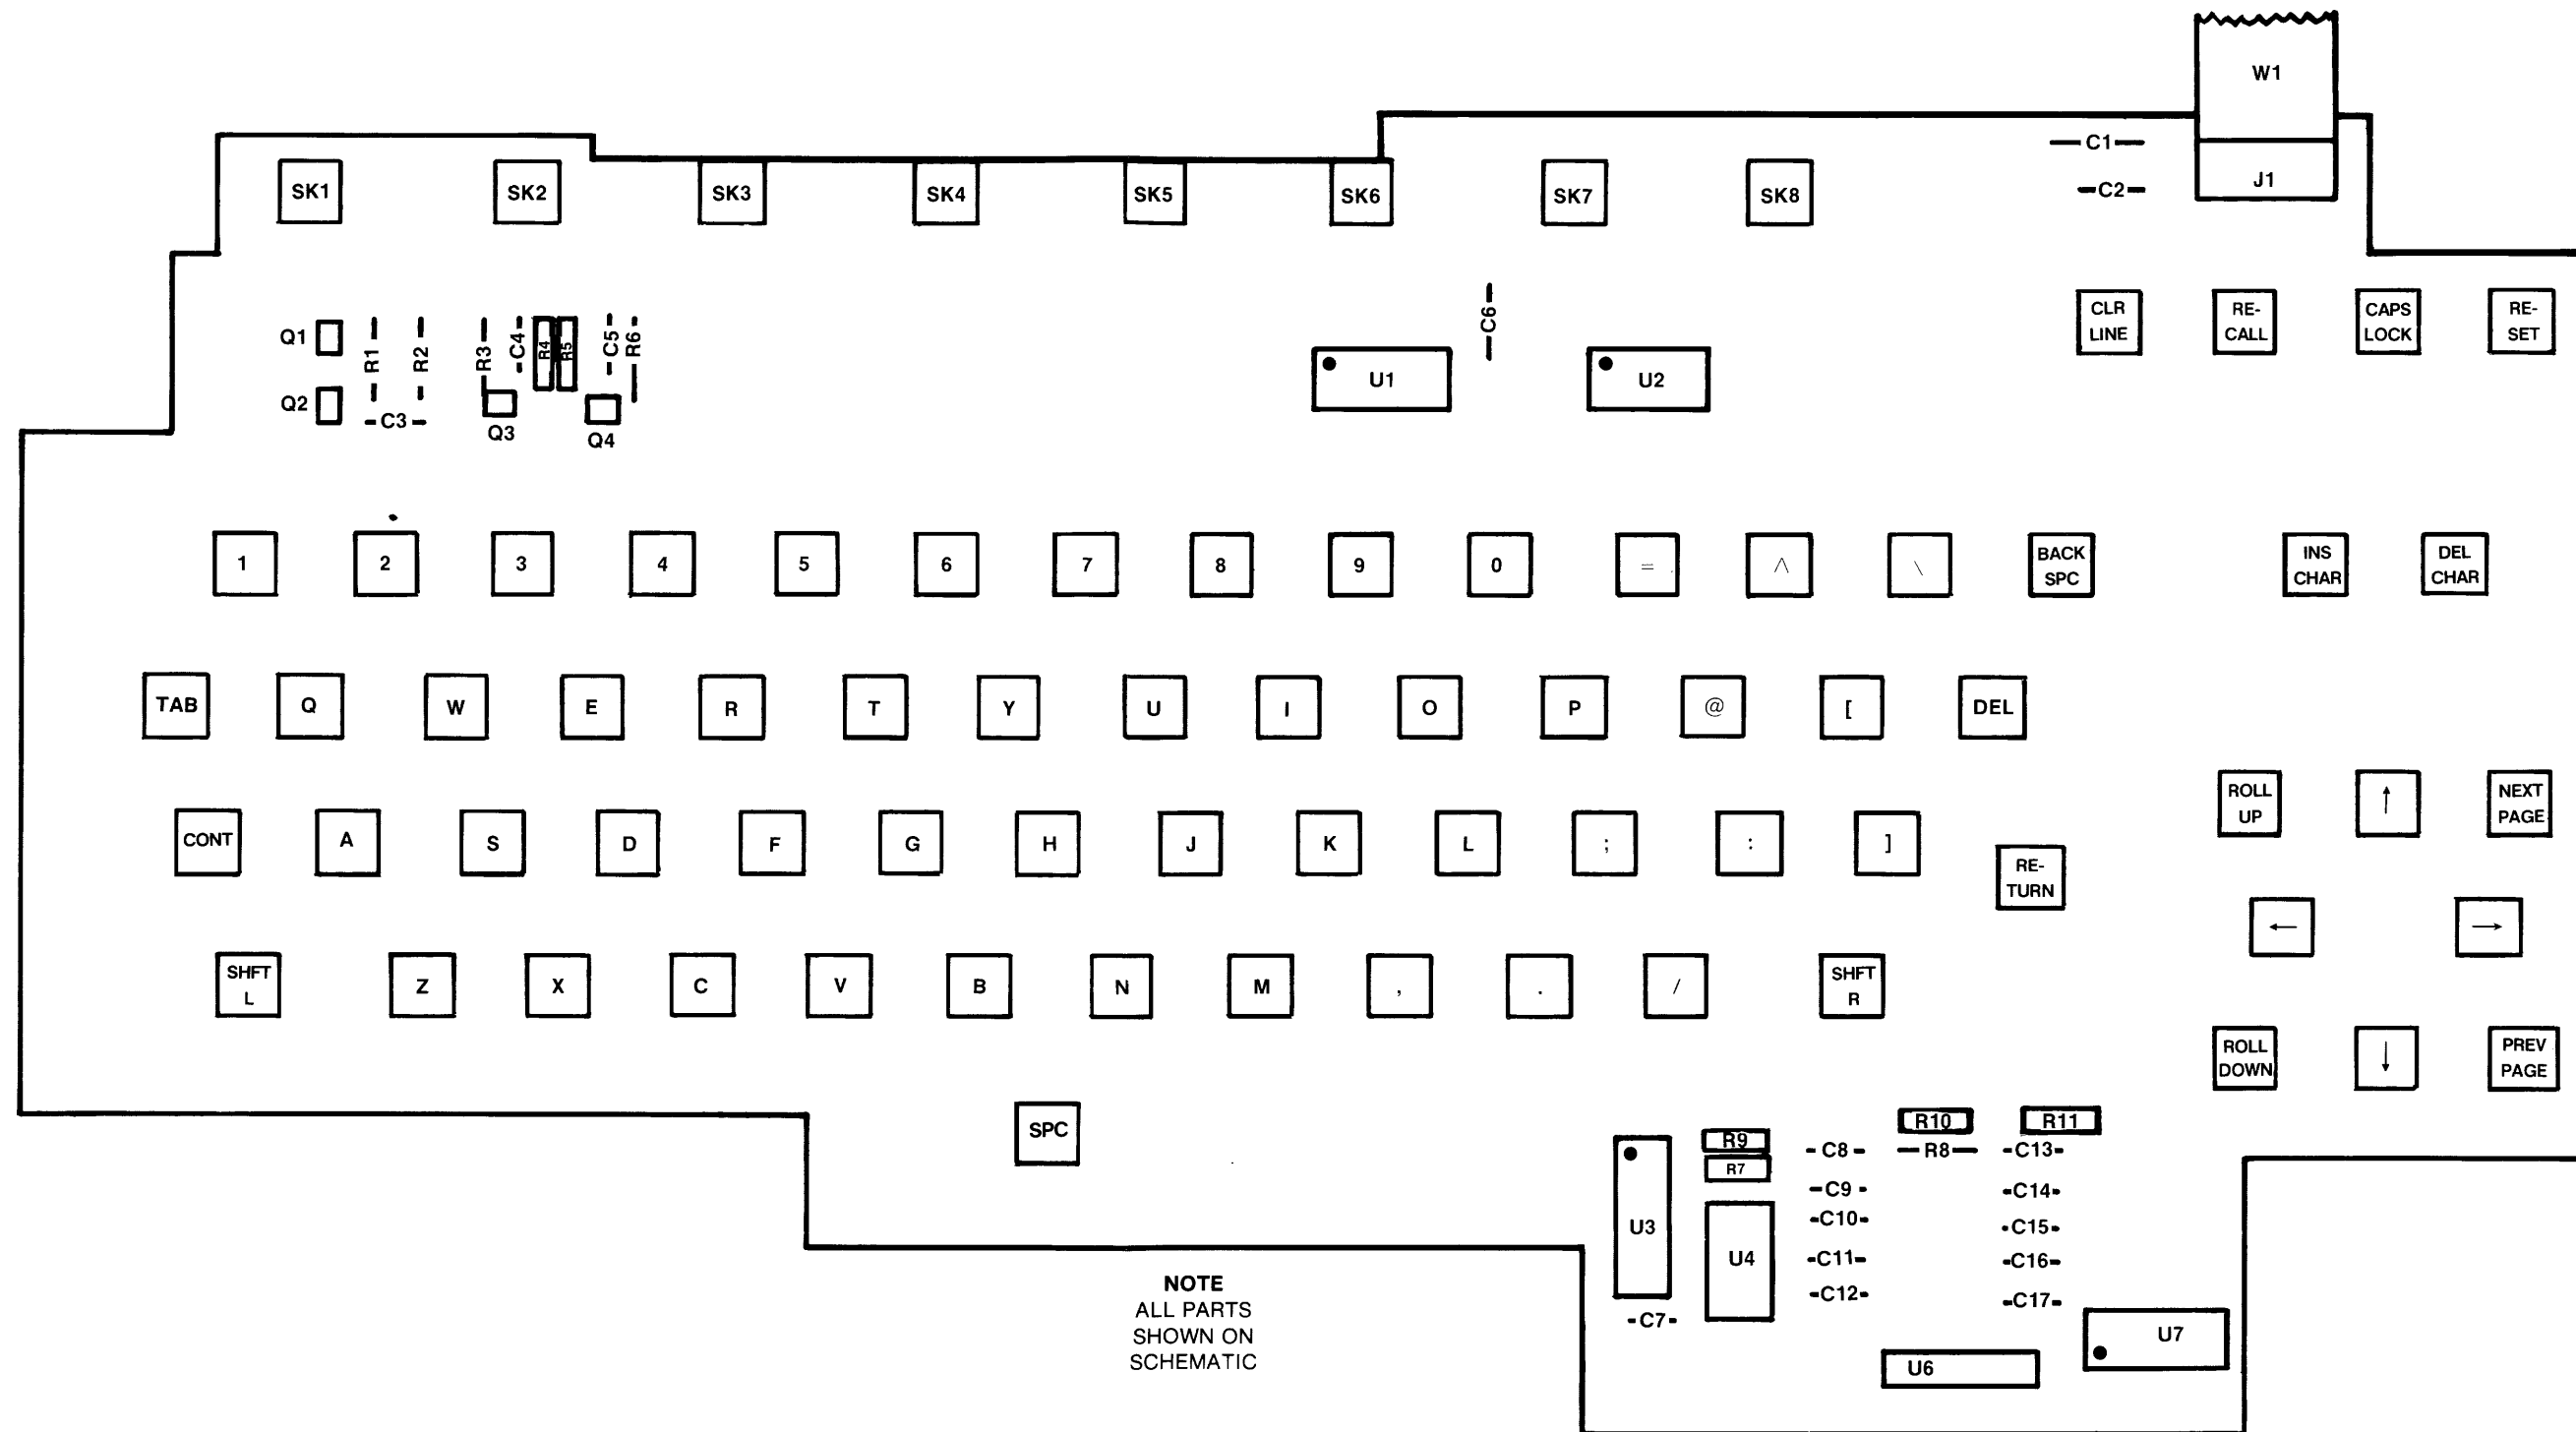 W1
C1
C2
J1
SK1 SK2 SK3 SK4 SK5 SK6 SK7 SK8
CLR
LINE
RE-
CALL
CAPS
LOCK
RE-
SET
Q1
Q2
R1
R2
C3
R3
C4
R4
R5
C5
R6
Q3
Q4
U1
C6
U2
1 2 3 4 5 6 7 8 9 0 = ^ \
BACK
SPC
INS
CHAR
DEL
CHAR
TAB Q W E R T Y U I O P @ [ DEL
CONT A S D F G H J K L ; : ]
RE-
TURN
ROLL
UP
↑
NEXT
PAGE
← →
SHFT
L
Z X C V B N M , . /
SHFT
R
ROLL
DOWN
↓
PREV
PAGE
SPC
R10 R11
R9
R7
C8 R8 C13
C9 C14
C10 C15
U3
U4
C11 C16
C12 C17
C7
U6
U7
NOTE
ALL PARTS
SHOWN ON
SCHEMATIC